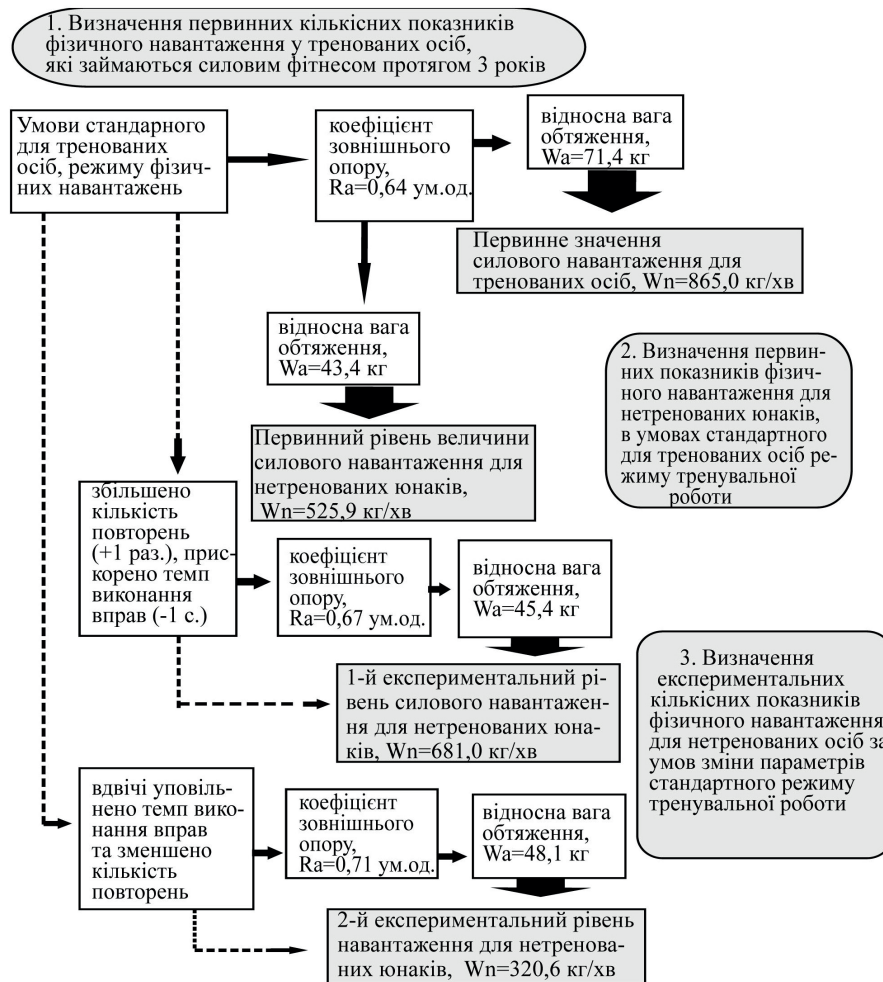 1. Визначення первинних кількісних показників
фізичного навантаження у тренованих осіб,
які займаються силовим фітнесом протягом 3 років
Умови стандарного
для тренованих
осіб, режиму фізич-
них навантажень
коефіцієнт
зовнішнього
опору,
Ra=0,64 ум.од.
відносна вага
обтяження,
Wa=71,4 кг
Первинне значення
силового навантаження для
тренованих осіб, Wn=865,0 кг/хв
відносна вага
обтяження,
Wa=43,4 кг
2. Визначення первин-
них показників фізи-
чного навантаження для
нетренованих юнаків,
в умовах стандартного
для тренованих осіб ре-
жиму тренувальної
роботи
Первинний рівень величини
силового навантаження для
нетренованих юнаків,
Wn=525,9 кг/хв
збільшено
кількість
повторень
(+1 раз.), прис-
корено темп
виконання
вправ (-1 с.)
коефіцієнт
зовнішнього
опору,
Ra=0,67 ум.од.
відносна вага
обтяження,
Wa=45,4 кг
1-й експериментальний рі-
вень силового навантажен-
ня для нетренованих юна-
ків, Wn=681,0 кг/хв
3. Визначення
експериментальних
кількісних показників
фізичного навантаження
для нетренованих осіб за
умов зміни параметрів
стандартного режиму
тренувальної роботи
вдвічі уповіль-
нено темп вико-
нання вправ
та зменшено
кількість
повторень
коефіцієнт
зовнішнього
опору,
Ra=0,71 ум.од.
відносна вага
обтяження,
Wa=48,1 кг
2-й експериментальний рівень
навантаження для нетренова-
них юнаків, Wn=320,6 кг/хв